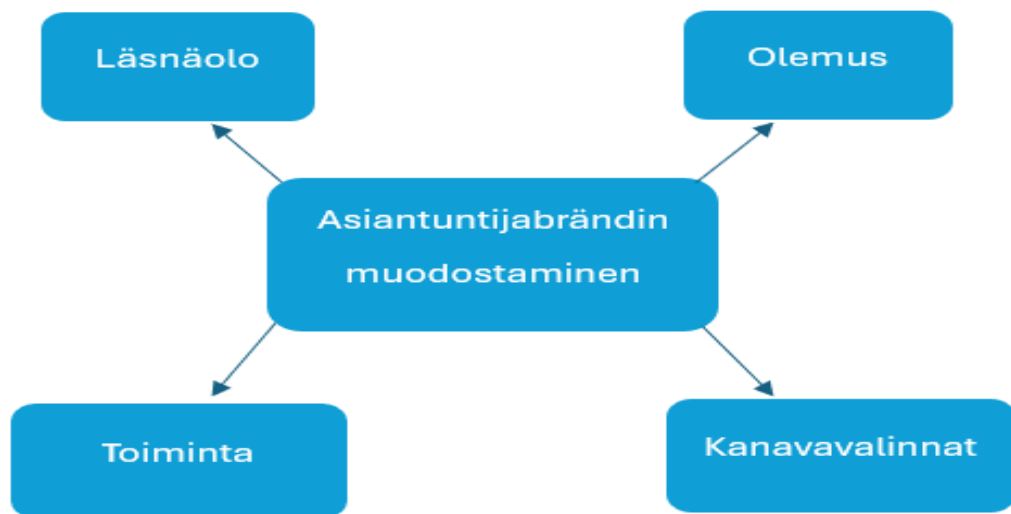 Läsnäolo
Olemus
Asiantuntijabrändin
muodostaminen
Toiminta
Kanavavalinnat